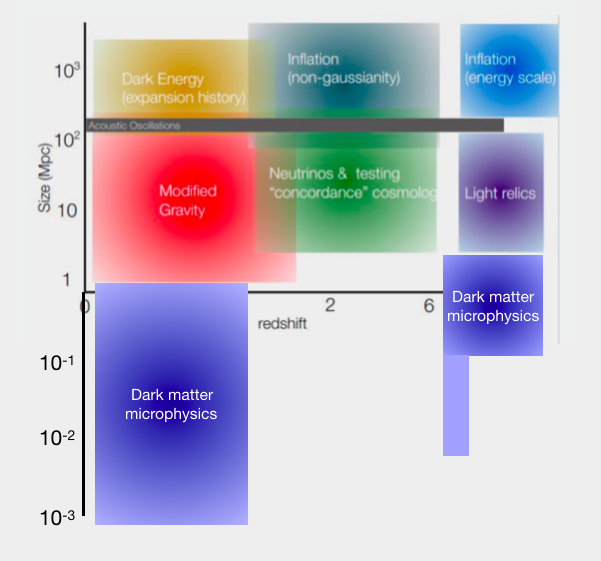 Size (Mpc)
10³
10²
10
1
10-1
10-2
10-3
Dark Energy
(expansion history)
Inflation
(non-gaussianity)
Inflation
(energy scale)
Acoustic Oscillations
Modified
Gravity
Neutrinos & testing
"concordance" cosmolog
Light relics
0
2
6
redshift
Dark matter
microphysics
Dark matter
microphysics